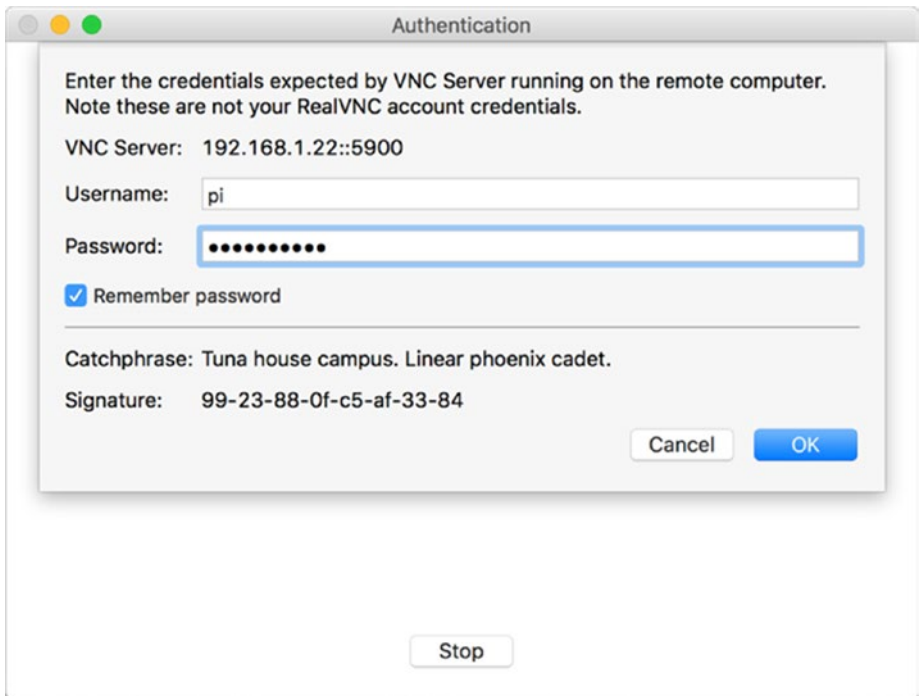 Authentication
Enter the credentials expected by VNC Server running on the remote computer.
Note these are not your RealVNC account credentials.
VNC Server: 192.168.1.22::5900
Username: pi
Password: ••••••••••
Remember password
Catchphrase: Tuna house campus. Linear phoenix cadet.
Signature: 99-23-88-0f-c5-af-33-84
Cancel OK
Stop